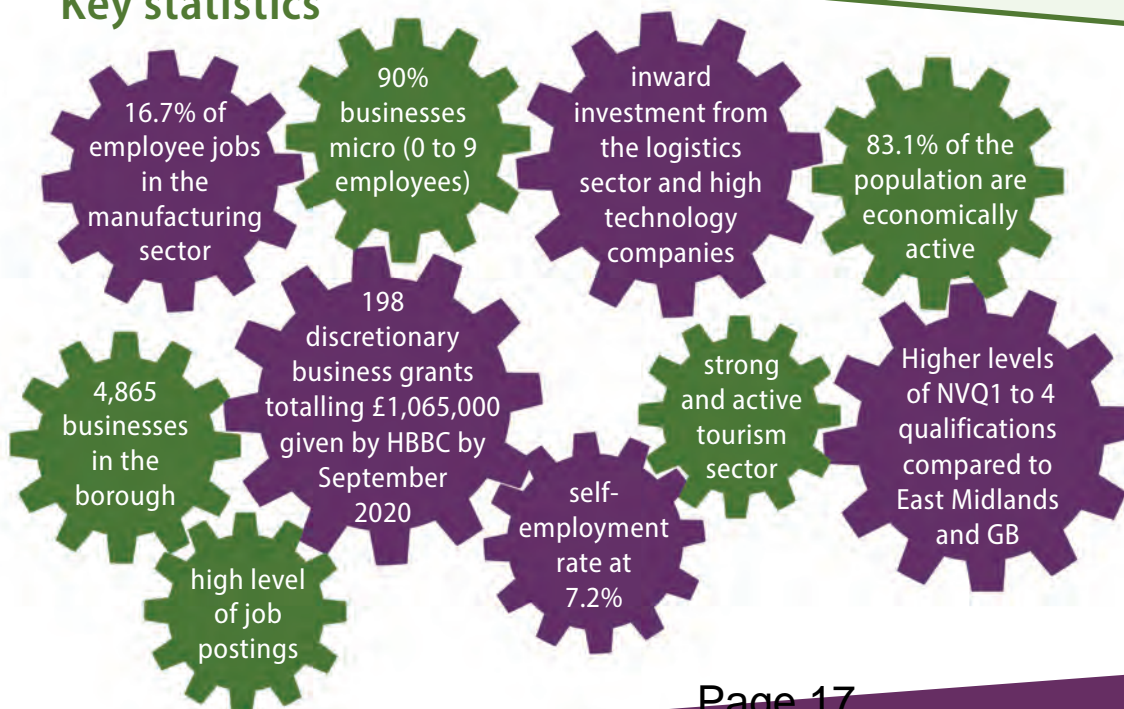 Key statistics
16.7% of
employee jobs
in the
manufacturing
sector
90%
businesses
micro (0 to 9
employees)
inward
investment from
the logistics
sector and high
technology
companies
83.1% of the
population are
economically
active
4,865
businesses
in the
borough
198
discretionary
business grants
totalling £1,065,000
given by HBBC by
September
2020
strong
and active
tourism
sector
Higher levels
of NVQ1 to 4
qualifications
compared to
East Midlands
and GB
self-
employment
rate at
7.2%
high level
of job
postings
Page 17